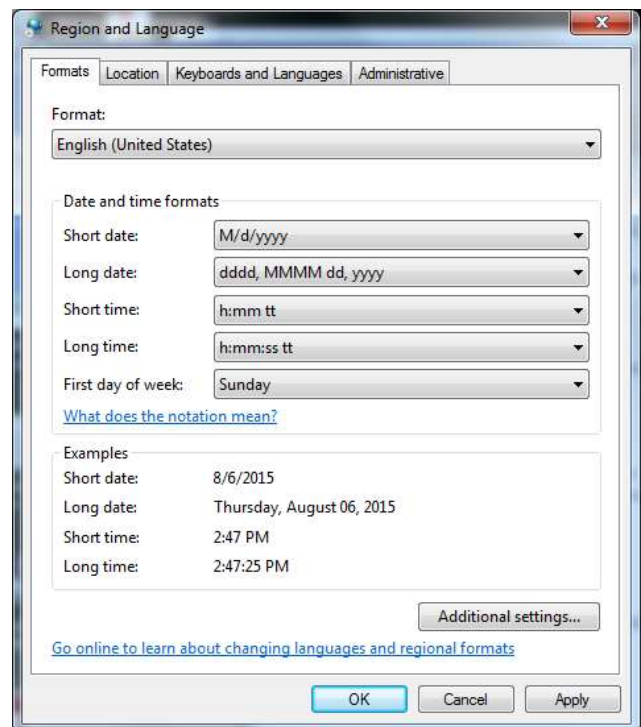 Region and Language
Formats Location Keyboards and Languages Administrative
Format:
English (United States)
Date and time formats
Short date: M/d/yyyy
Long date: dddd, MMMM dd, yyyy
Short time: h:mm tt
Long time: h:mm:ss tt
First day of week: Sunday
What does the notation mean?
Examples
Short date: 8/6/2015
Long date: Thursday, August 06, 2015
Short time: 2:47 PM
Long time: 2:47:25 PM
Additional settings...
Go online to learn about changing languages and regional formats
OK Cancel Apply